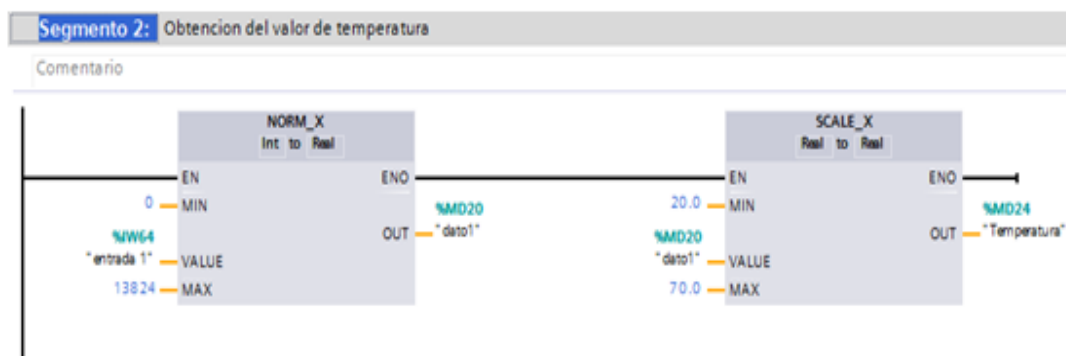 Segmento 2: Obtencion del valor de temperatura
Comentario
NORM_X
Int to Real
EN
ENO
0
MIN
%IW64
"entrada 1"
VALUE
13824
MAX
OUT
%MD20
"dato1"
SCALE_X
Real to Real
EN
ENO
20.0
MIN
%MD20
"dato1"
VALUE
70.0
MAX
OUT
%MD24
"Temperatura"